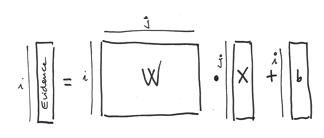 j
i Evidence = i W • j X + i b